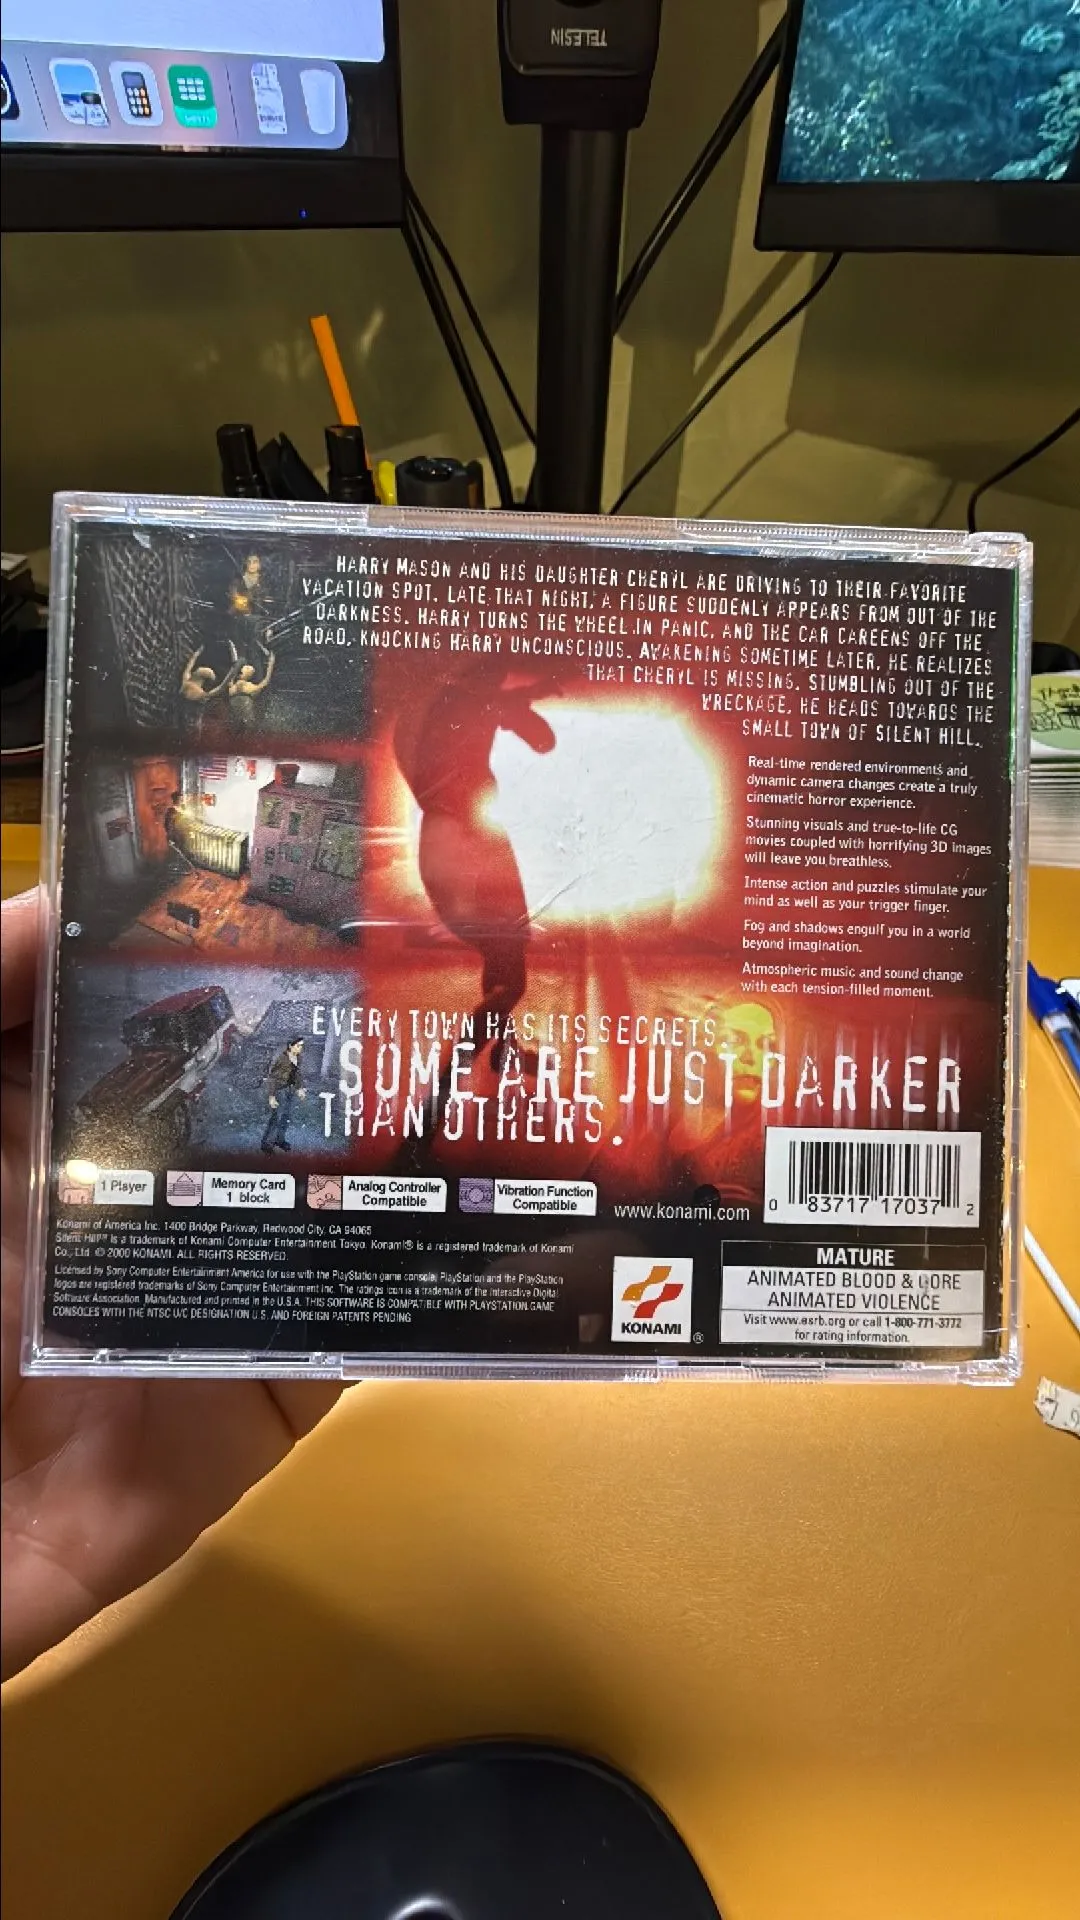 TELESIN
HARRY MASON AND HIS DAUGHTER CHERYL ARE DRIVING TO THEIR FAVORITE
VACATION SPOT. LATE THAT NIGHT, A FIGURE SUDDENLY APPEARS FROM OUT OF THE
DARKNESS. HARRY TURNS THE WHEEL IN PANIC, AND THE CAR CAREENS OFF THE
ROAD, KNOCKING HARRY UNCONSCIOUS. AWAKENING SOMETIME LATER, HE REALIZES
THAT CHERYL IS MISSING. STUMBLING OUT OF THE
WRECKAGE, HE HEADS TOWARDS THE
SMALL TOWN OF SILENT HILL.
Real-time rendered environments and
dynamic camera changes create a truly
cinematic horror experience.
Stunning visuals and true-to-life CG
movies coupled with horrifying 3D images
will leave you breathless.
Intense action and puzzles stimulate your
mind as well as your trigger finger.
Fog and shadows engulf you in a world
beyond imagination.
Atmospheric music and sound change
with each tension-filled moment.
EVERY TOWN HAS ITS SECRETS.
SOME ARE JUST DARKER
THAN OTHERS.
1 Player
Memory Card
1 block
Analog Controller
Compatible
Vibration Function
Compatible
www.konami.com
0 83717 17037 2
Konami of America Inc. 1400 Bridge Parkway, Redwood City, CA 94065
Silent Hill™ is a trademark of Konami Computer Entertainment Tokyo. Konami® is a registered trademark of Konami
Co., Ltd. © 2000 KONAMI. ALL RIGHTS RESERVED.
Licensed by Sony Computer Entertainment America for use with the PlayStation game console. PlayStation and the PlayStation
logos are registered trademarks of Sony Computer Entertainment Inc. The ratings icon is a trademark of the Interactive Digital
Software Association. Manufactured and printed in the U.S.A. THIS SOFTWARE IS COMPATIBLE WITH PLAYSTATION GAME
CONSOLES WITH THE NTSC U/C DESIGNATION U.S. AND FOREIGN PATENTS PENDING
KONAMI ®
MATURE
ANIMATED BLOOD & GORE
ANIMATED VIOLENCE
Visit www.esrb.org or call 1-800-771-3772
for rating information.